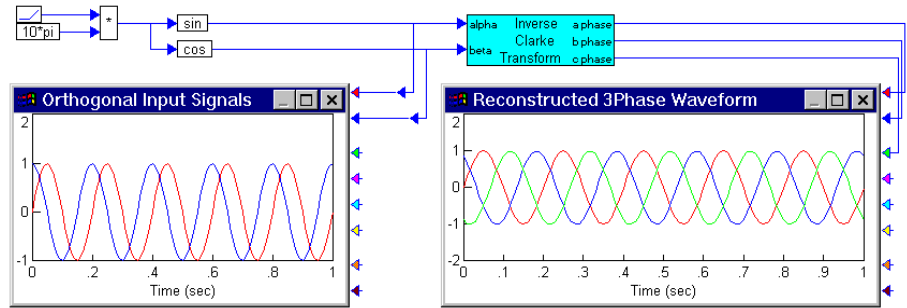 10*pi
*
sin
cos
alpha Inverse a phase
Clarke b phase
beta Transform c phase
Orthogonal Input Signals
2
1
0
-1
0 .2 .4 .6 .8 1
Time (sec)
Reconstructed 3Phase Waveform
2
1
0
-1
-2
0 .1 .2 .3 .4 .5 .6 .7 .8 .9 1
Time (sec)